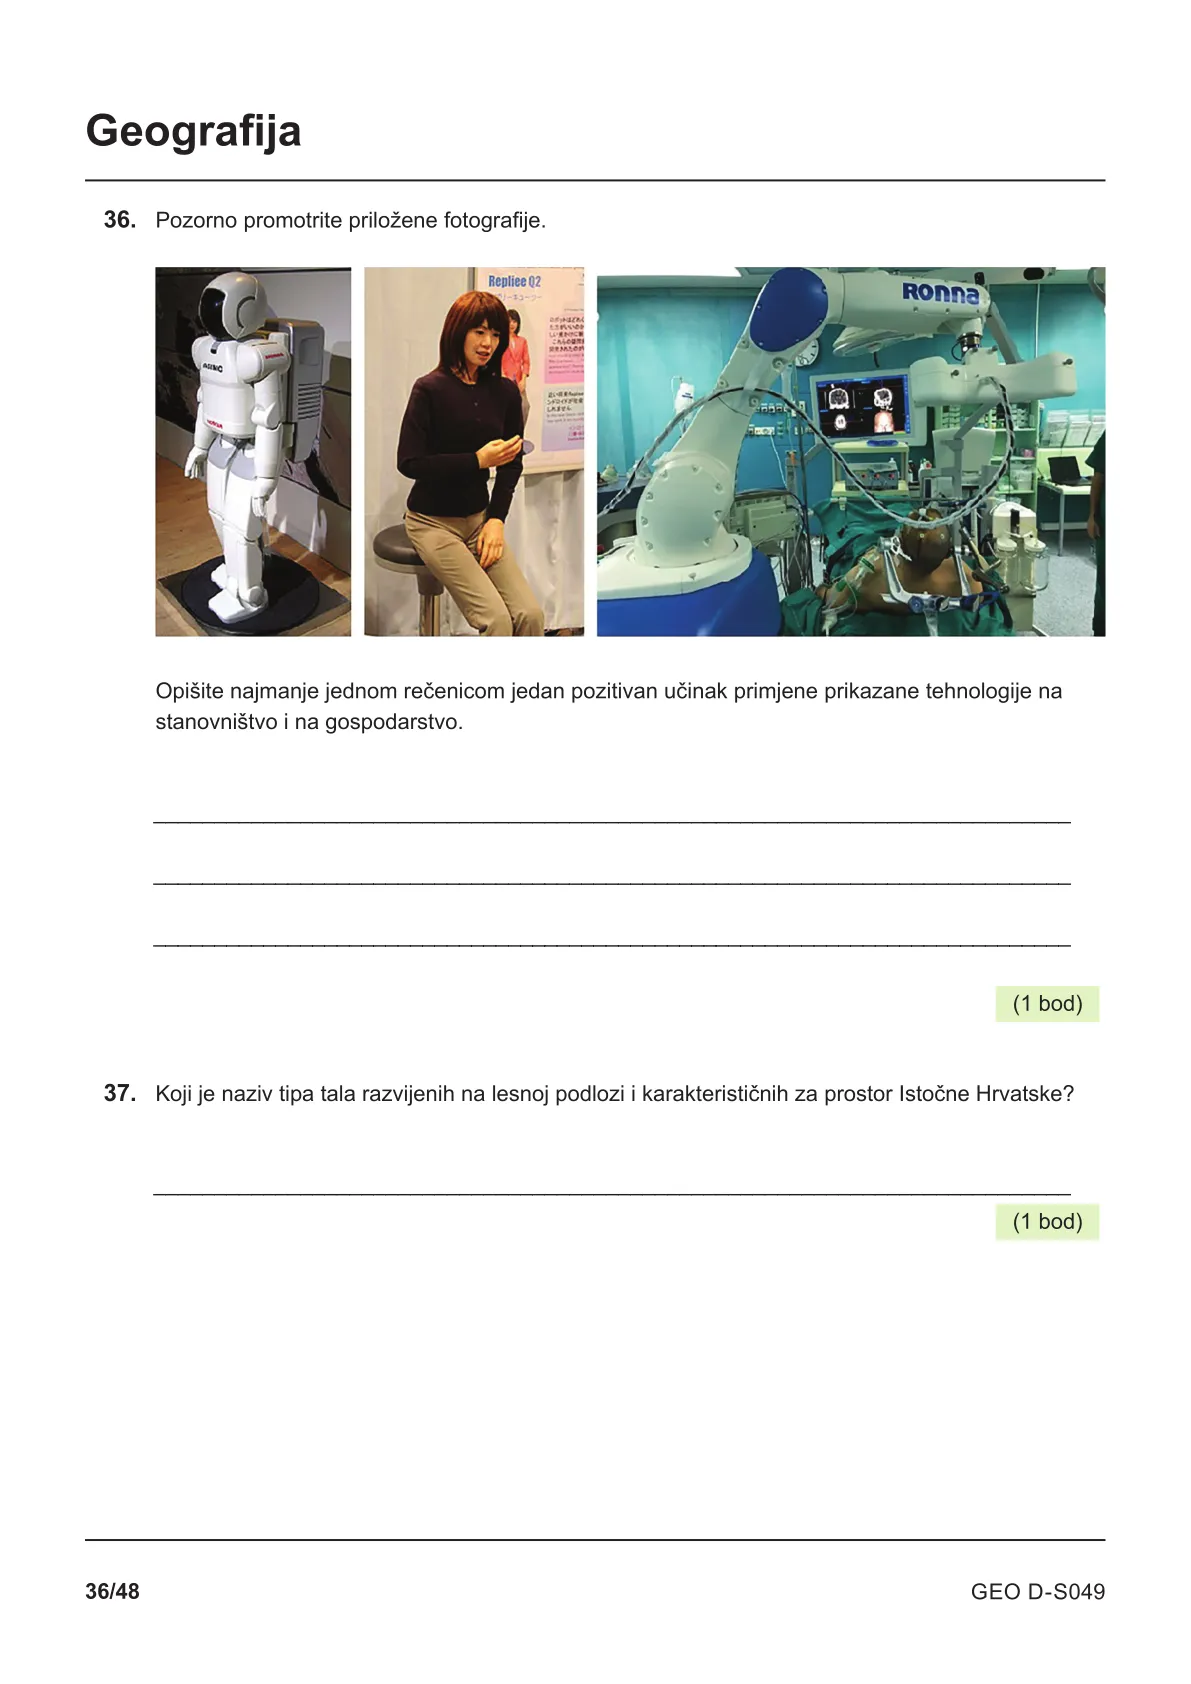 Geografija
36. Pozorno promotrite priložene fotografije.
ASIMO
HONDA
Repliee Q2
Ronna
Opišite najmanje jednom rečenicom jedan pozitivan učinak primjene prikazane tehnologije na
stanovništvo i na gospodarstvo.
(1 bod)
37. Koji je naziv tipa tala razvijenih na lesnoj podlozi i karakterističnih za prostor Istočne Hrvatske?
(1 bod)
36/48
GEO D-S049